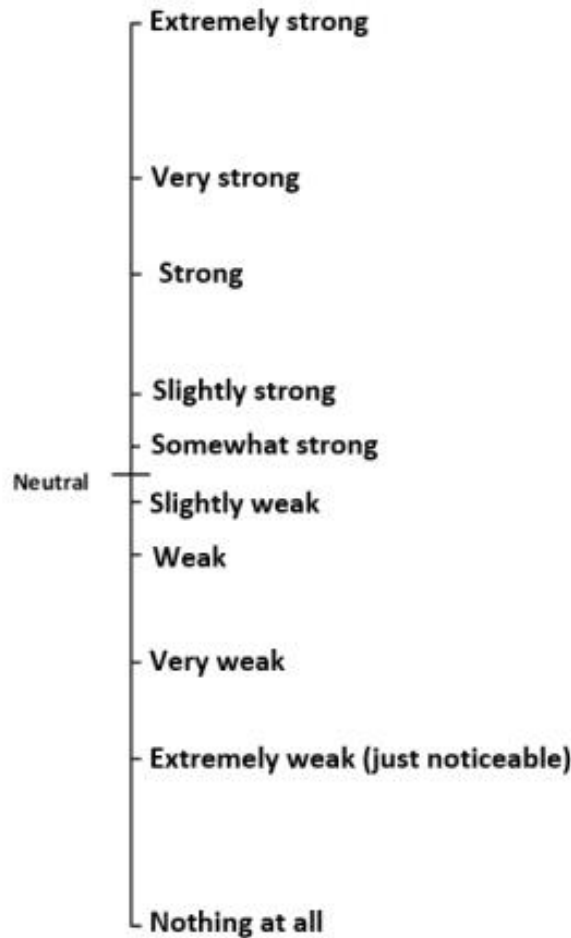 Extremely strong
Very strong
Strong
Slightly strong
Somewhat strong
Neutral
Slightly weak
Weak
Very weak
Extremely weak (just noticeable)
Nothing at all